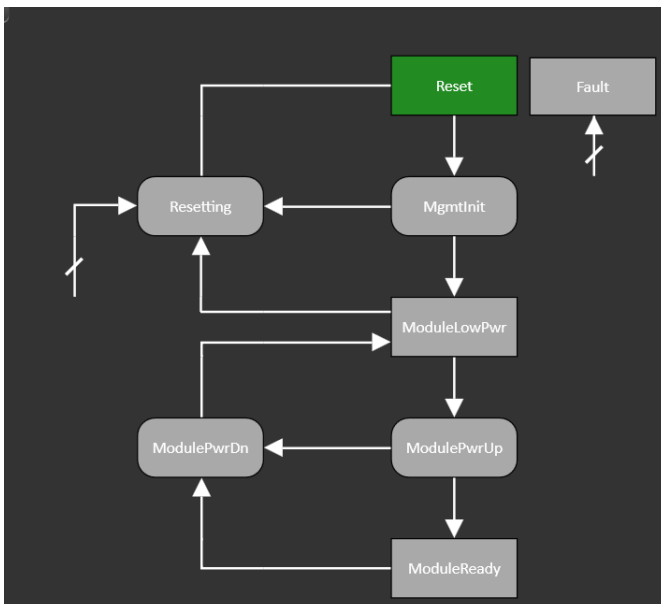 Reset
Fault
Resetting
MgmtInit
ModuleLowPwr
ModulePwrDn
ModulePwrUp
ModuleReady